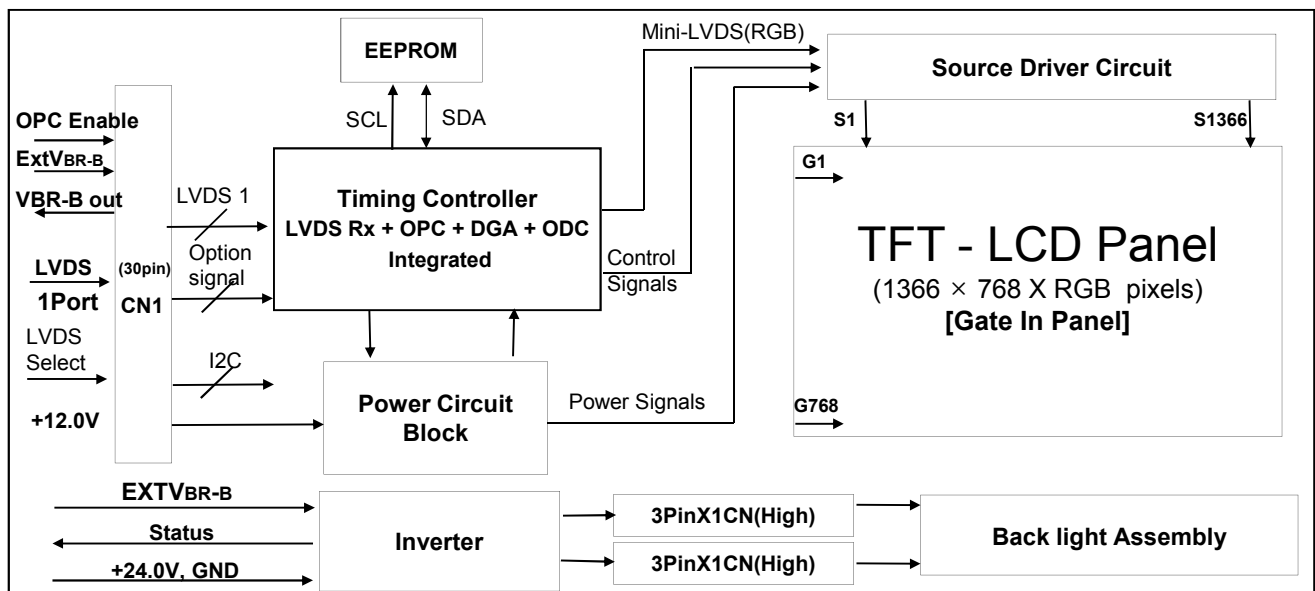 EEPROM
Mini-LVDS(RGB)
Source Driver Circuit
SCL
SDA
S1
S1366
OPC Enable
ExtVBR-B
VBR-B out
LVDS
1Port
LVDS
Select
+12.0V
(30pin)
CN1
LVDS 1
Option
signal
I2C
Timing Controller
LVDS Rx + OPC + DGA + ODC
Integrated
Control
Signals
Power Circuit
Block
Power Signals
G1
TFT - LCD Panel
(1366 × 768 X RGB pixels)
[Gate In Panel]
G768
EXTVBR-B
Status
+24.0V, GND
Inverter
3PinX1CN(High)
3PinX1CN(High)
Back light Assembly